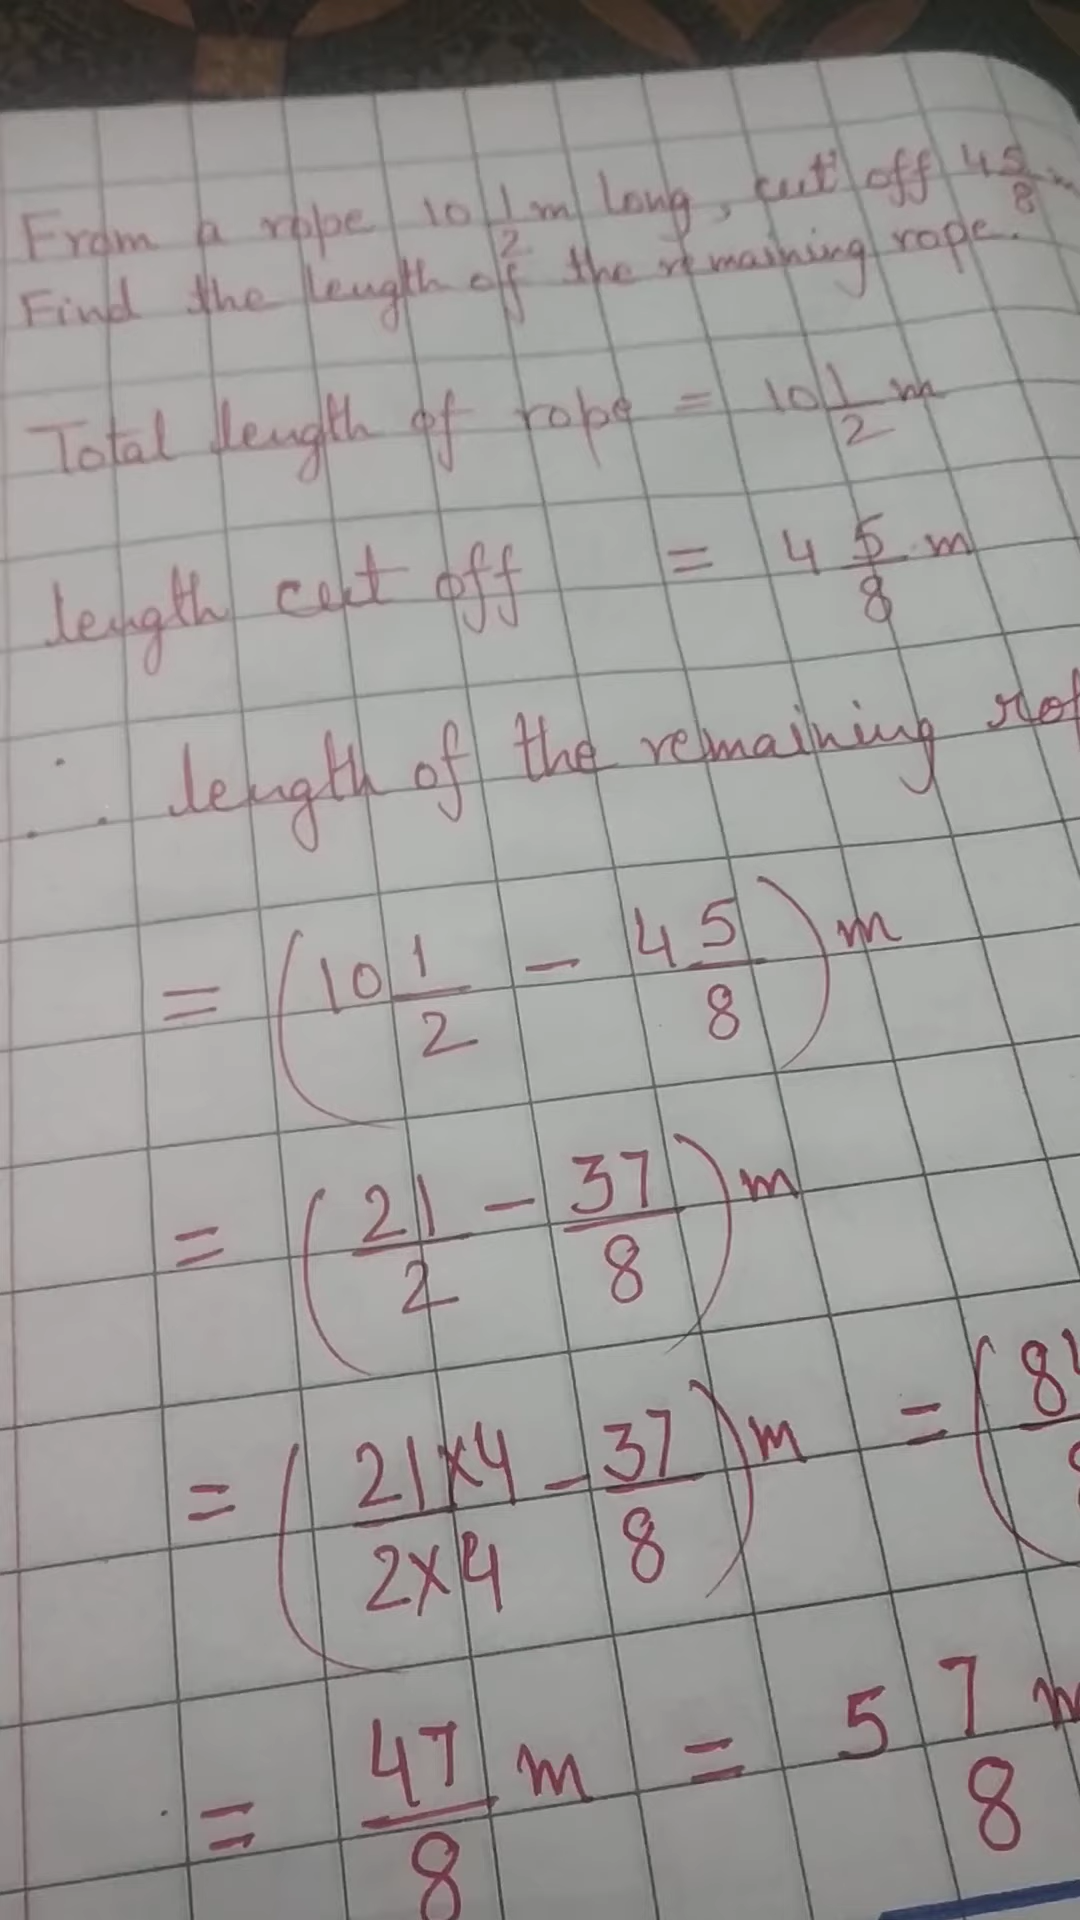 From a rope 10 1/2 m long, cut off 4 5/8 m
Find the length of the remaining rope.
Total length of rope = 10 1/2 m
length cut off = 4 5/8 m
∴ length of the remaining
= (10 1/2 - 4 5/8) m
= (21/2 - 37/8) m
= (21×4/2×4 - 37/8) m = (
= 47/8 m = 5 7/8 m